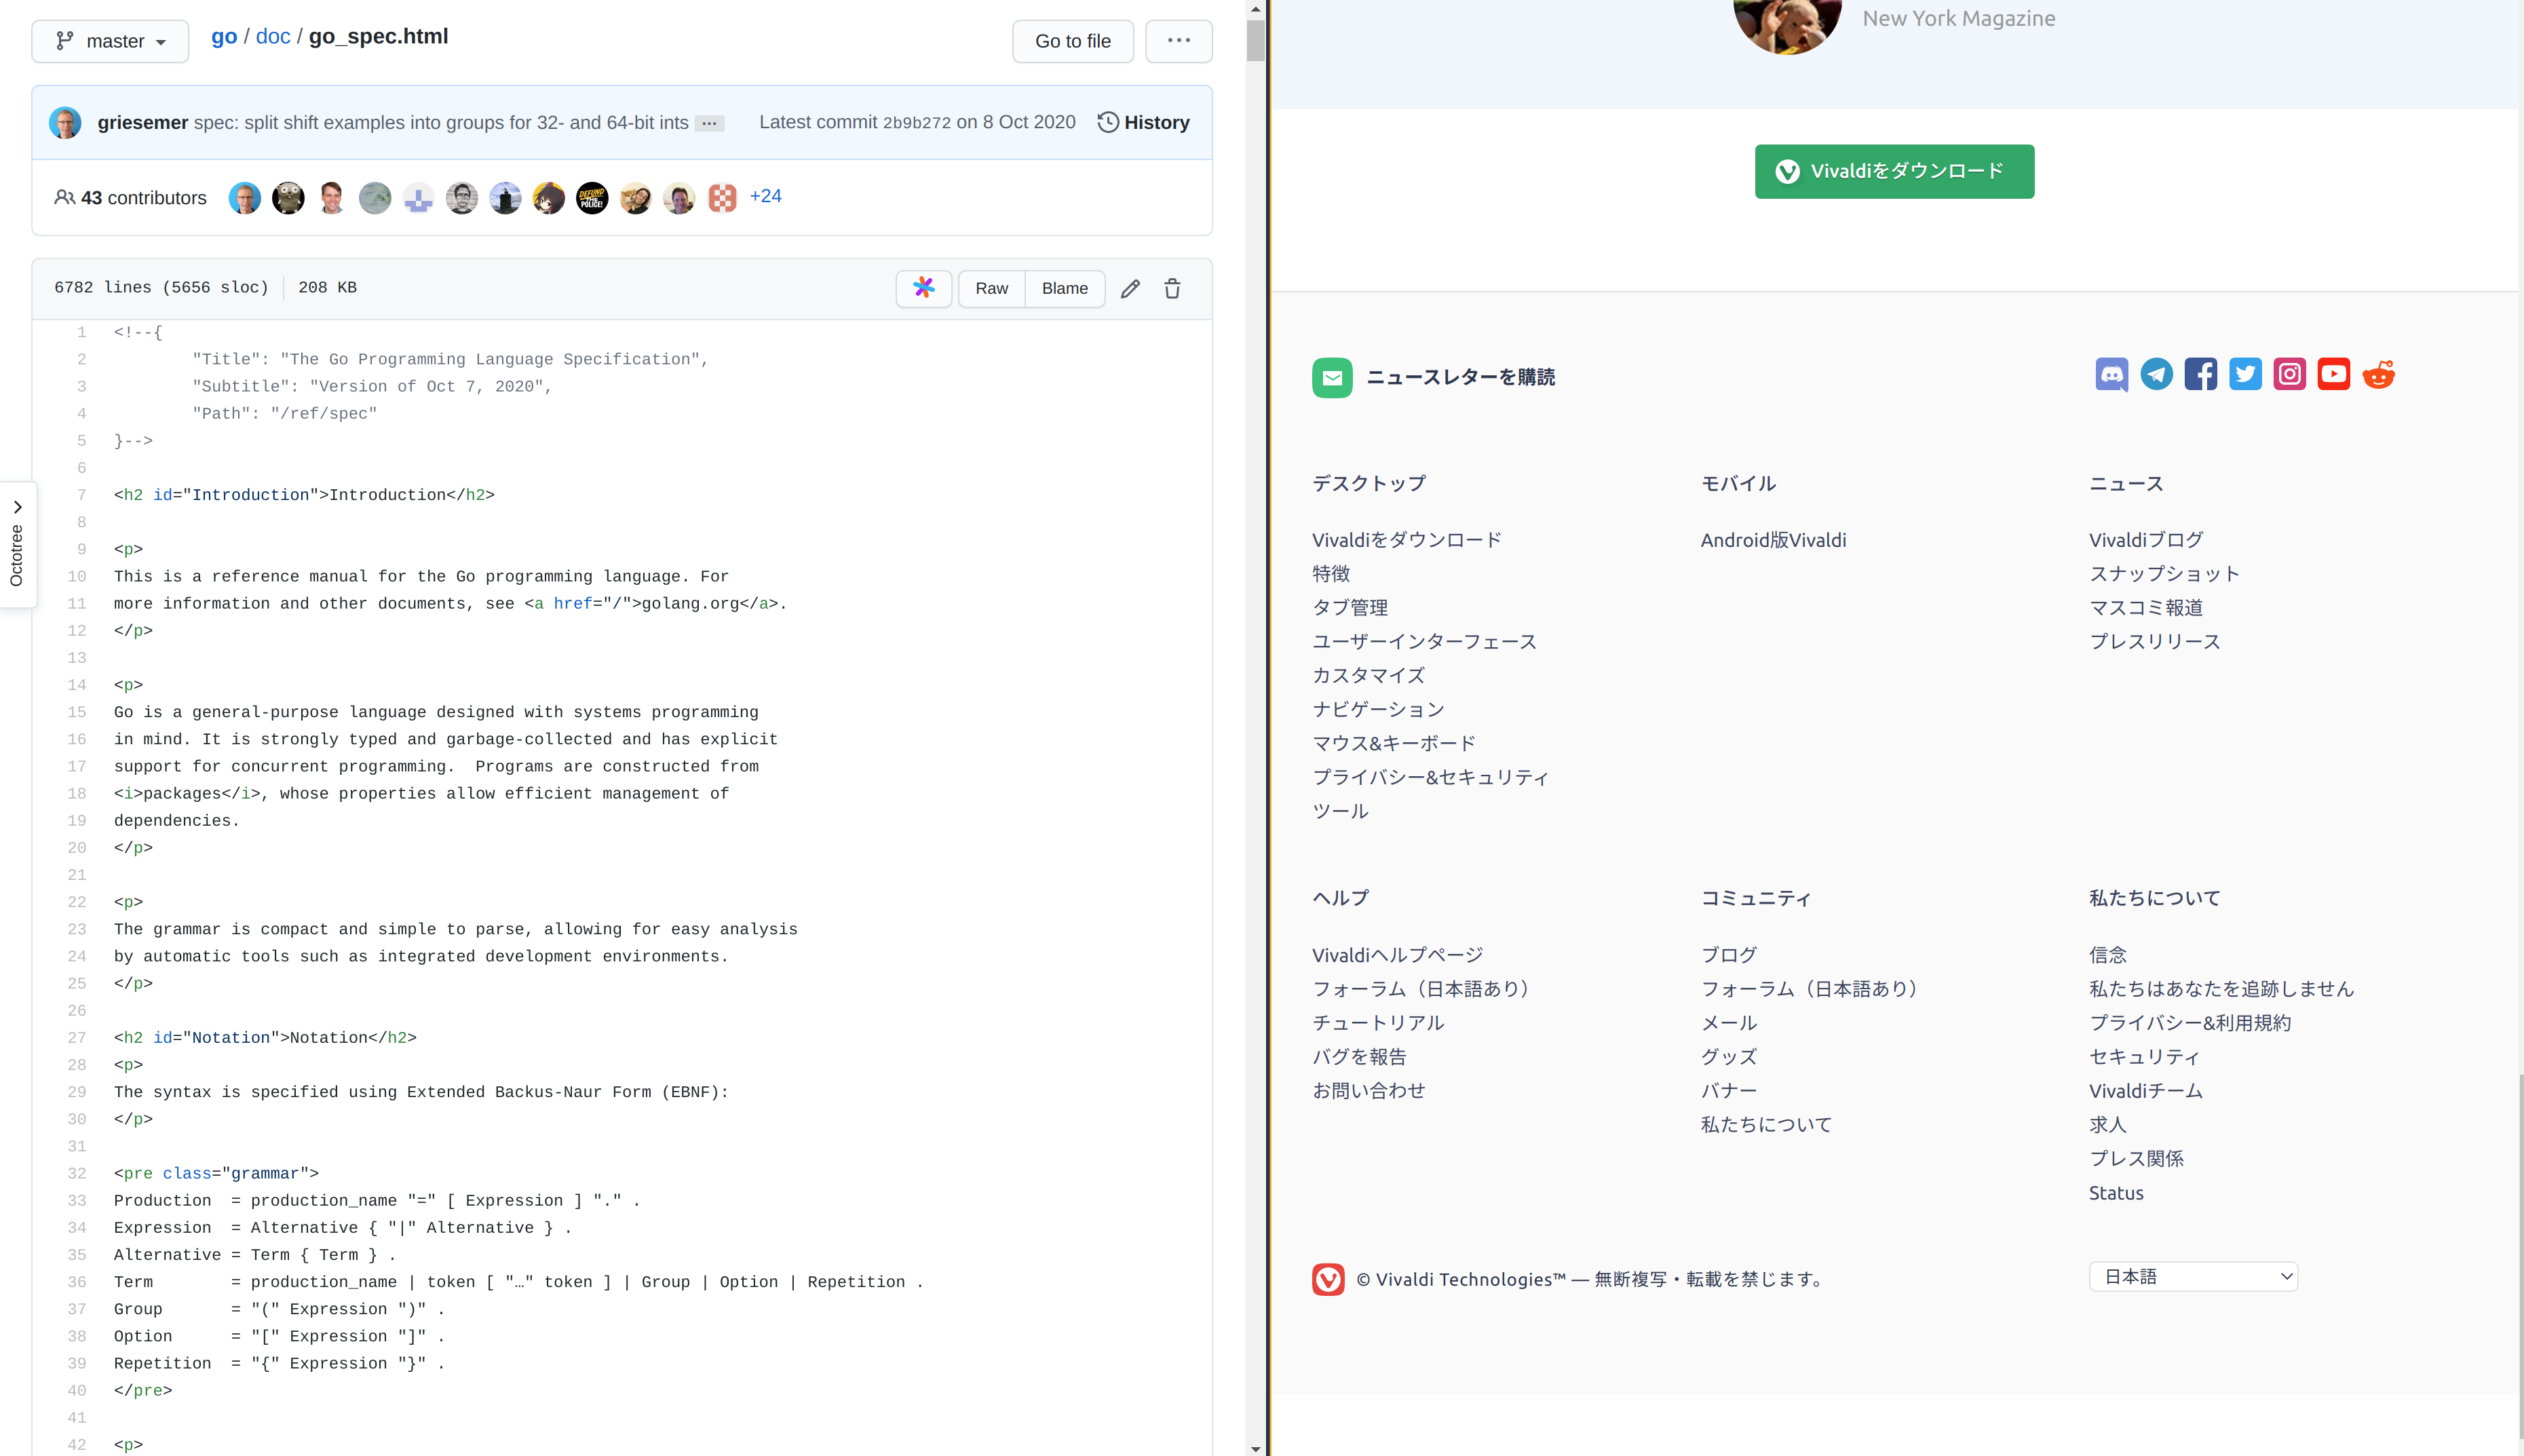 master
go / doc / go_spec.html
Go to file
griesemer spec: split shift examples into groups for 32- and 64-bit ints
Latest commit 2b9b272 on 8 Oct 2020
History
43 contributors
DEFUND THE POLICE!
+24
6782 lines (5656 sloc)
208 KB
Raw
Blame
Octotree
1 <!--{
2 "Title": "The Go Programming Language Specification",
3 "Subtitle": "Version of Oct 7, 2020",
4 "Path": "/ref/spec"
5 }-->
6
7 <h2 id="Introduction">Introduction</h2>
8
9 <p>
10 This is a reference manual for the Go programming language. For
11 more information and other documents, see <a href="/">golang.org</a>.
12 </p>
13
14 <p>
15 Go is a general-purpose language designed with systems programming
16 in mind. It is strongly typed and garbage-collected and has explicit
17 support for concurrent programming.  Programs are constructed from
18 <i>packages</i>, whose properties allow efficient management of
19 dependencies.
20 </p>
21
22 <p>
23 The grammar is compact and simple to parse, allowing for easy analysis
24 by automatic tools such as integrated development environments.
25 </p>
26
27 <h2 id="Notation">Notation</h2>
28 <p>
29 The syntax is specified using Extended Backus-Naur Form (EBNF):
30 </p>
31
32 <pre class="grammar">
33 Production  = production_name "=" [ Expression ] "." .
34 Expression  = Alternative { "|" Alternative } .
35 Alternative = Term { Term } .
36 Term        = production_name | token [ "…" token ] | Group | Option | Repetition .
37 Group       = "(" Expression ")" .
38 Option      = "[" Expression "]" .
39 Repetition  = "{" Expression "}" .
40 </pre>
41
42 <p>
New York Magazine
Vivaldiをダウンロード
ニュースレターを購読
デスクトップ
Vivaldiをダウンロード
特徴
タブ管理
ユーザーインターフェース
カスタマイズ
ナビゲーション
マウス&キーボード
プライバシー&セキュリティ
ツール
モバイル
Android版Vivaldi
ニュース
Vivaldiブログ
スナップショット
マスコミ報道
プレスリリース
ヘルプ
Vivaldiヘルプページ
フォーラム（日本語あり）
チュートリアル
バグを報告
お問い合わせ
コミュニティ
ブログ
フォーラム（日本語あり）
メール
グッズ
バナー
私たちについて
私たちについて
信念
私たちはあなたを追跡しません
プライバシー&利用規約
セキュリティ
Vivaldiチーム
求人
プレス関係
Status
© Vivaldi Technologies™ — 無断複写・転載を禁じます。
日本語